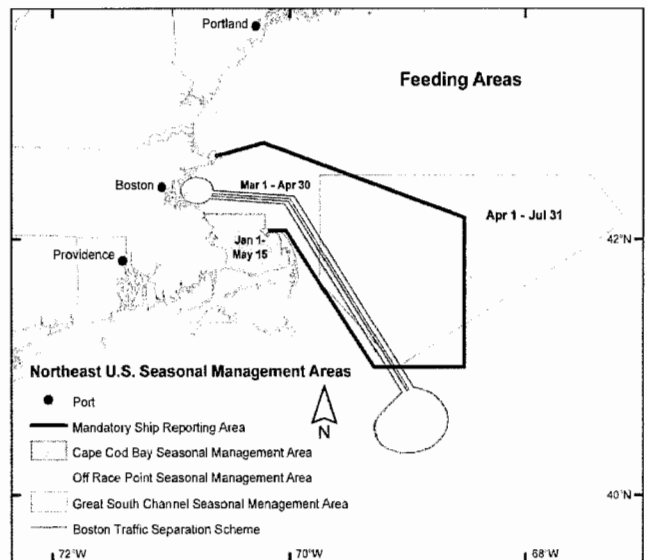 Portland
Feeding Areas
Boston
Mar 1 - Apr 30
Apr 1 - Jul 31
Jan 1-
May 15
42°N
Providence
Northeast U.S. Seasonal Management Areas
Port
Mandatory Ship Reporting Area
N
Cape Cod Bay Seasonal Management Area
Off Race Point Seasonal Management Area
Great South Channel Seasonal Management Area
40°N
Boston Traffic Separation Scheme
72°W
70°W
68°W